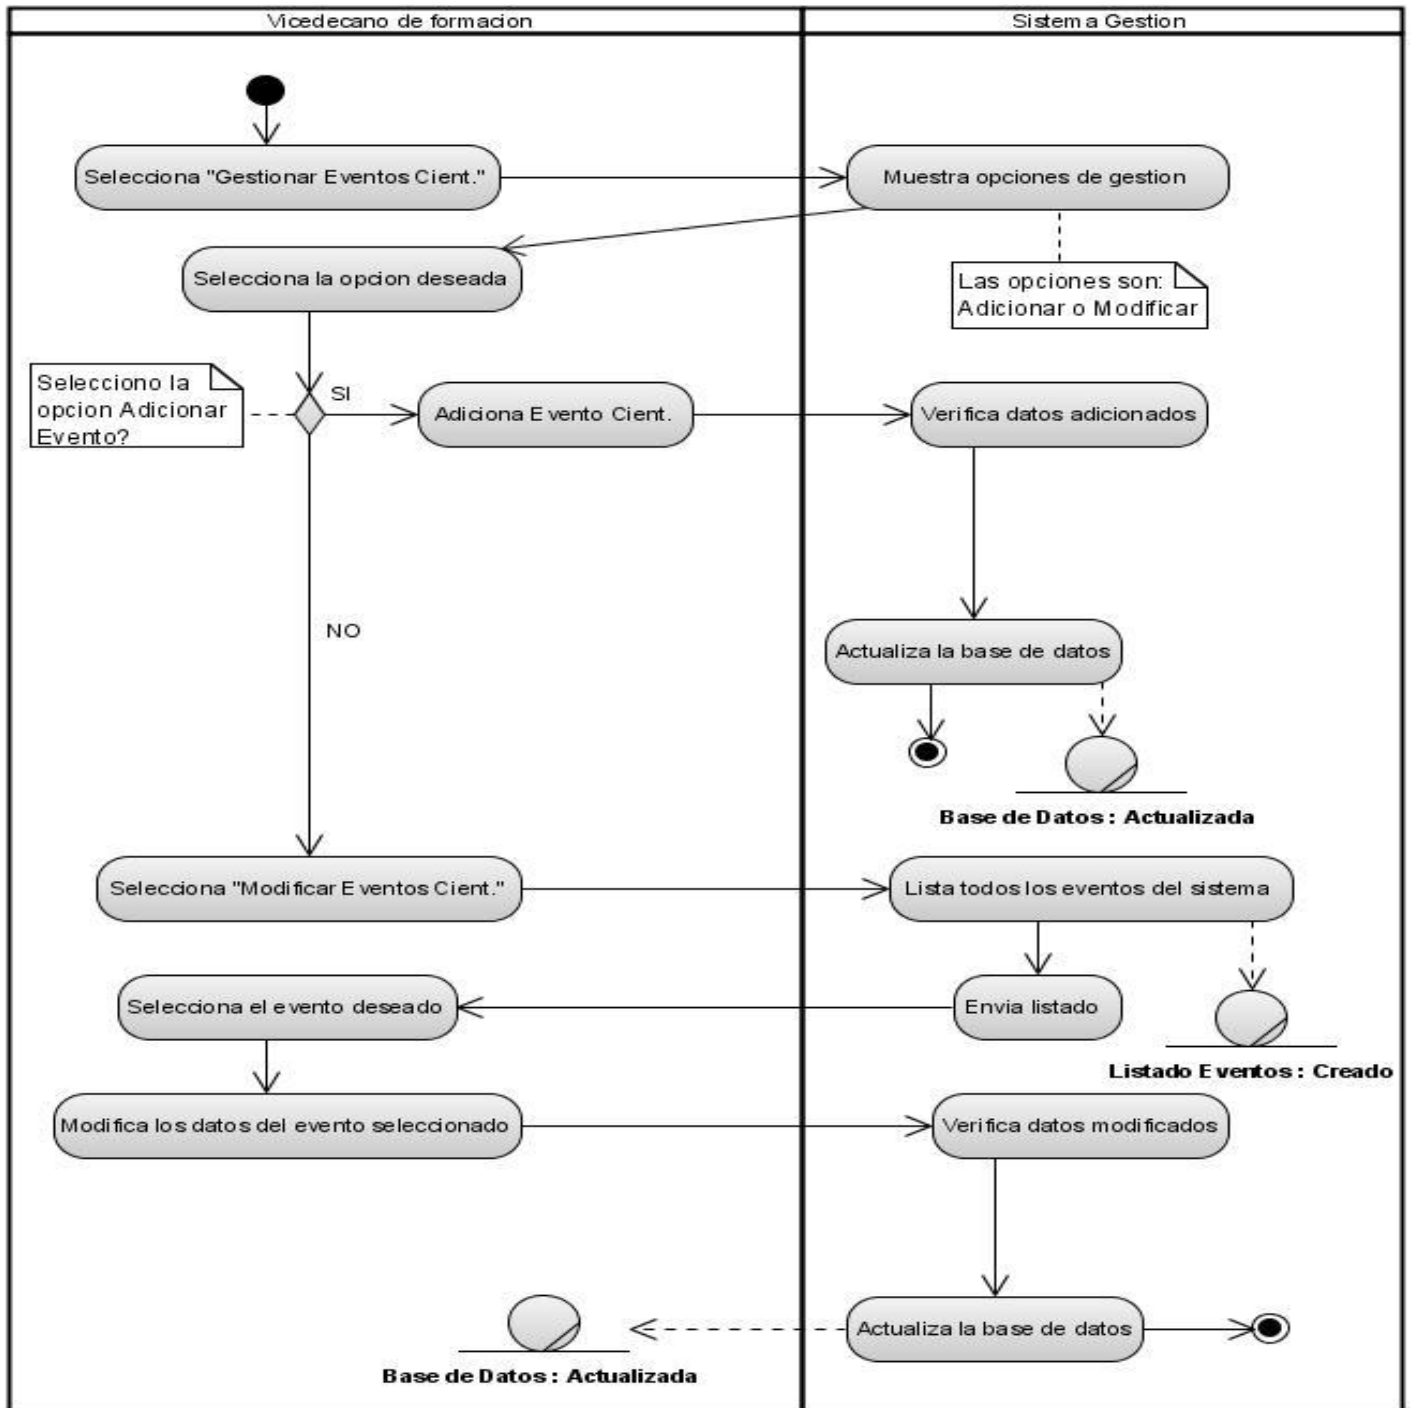 Vicedecano de formacion
Sistema Gestion
Selecciona "Gestionar Eventos Cient."
Muestra opciones de gestion
Selecciona la opcion deseada
Las opciones son:
Adicionar o Modificar
Selecciono la
opcion Adicionar
Evento?
SI
Adiciona Evento Cient.
Verifica datos adicionados
NO
Actualiza la base de datos
Base de Datos : Actualizada
Selecciona "Modificar Eventos Cient."
Lista todos los eventos del sistema
Selecciona el evento deseado
Envia listado
Listado Eventos : Creado
Modifica los datos del evento seleccionado
Verifica datos modificados
Actualiza la base de datos
Base de Datos : Actualizada